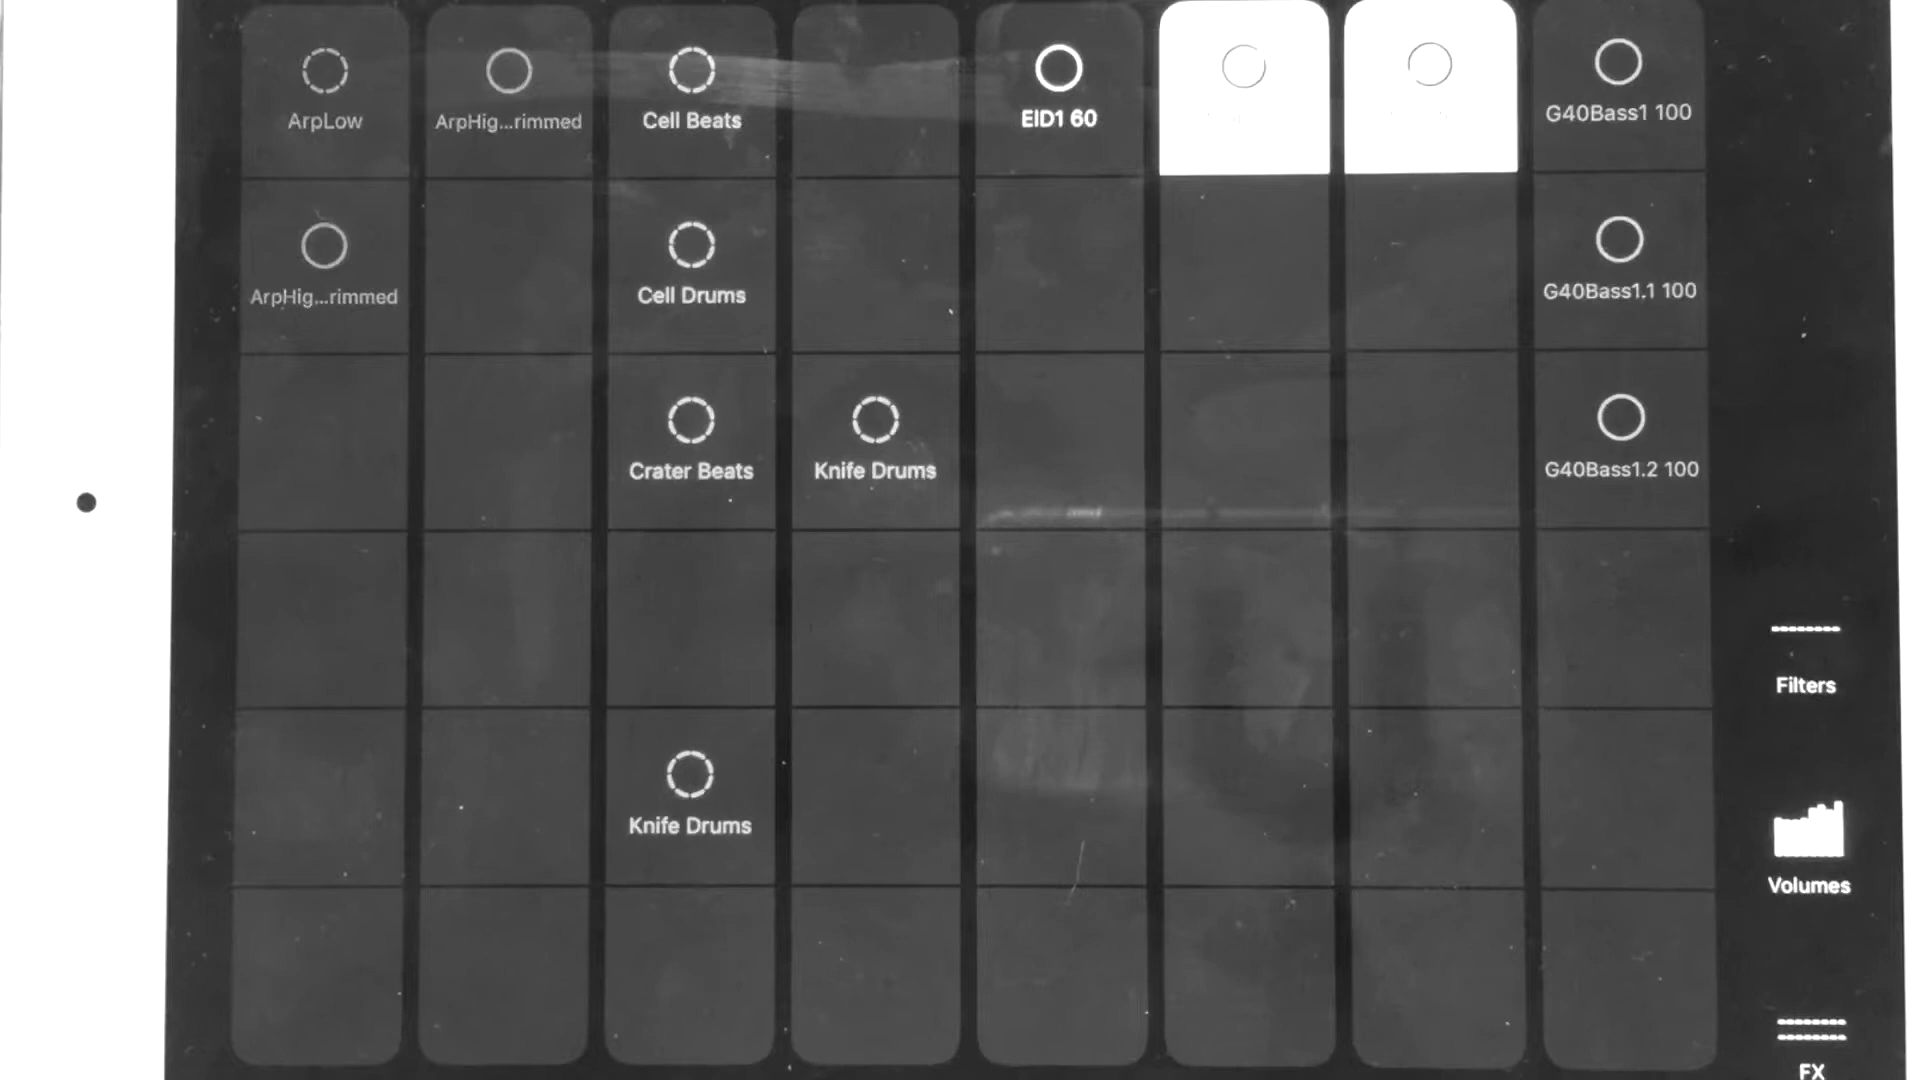 ArpLow
ArpHig...rimmed
Cell Beats
EID1 60
G40Bass1 100
ArpHig...rimmed
Cell Drums
G40Bass1.1 100
Crater Beats
Knife Drums
G40Bass1.2 100
Filters
Knife Drums
Volumes
FX